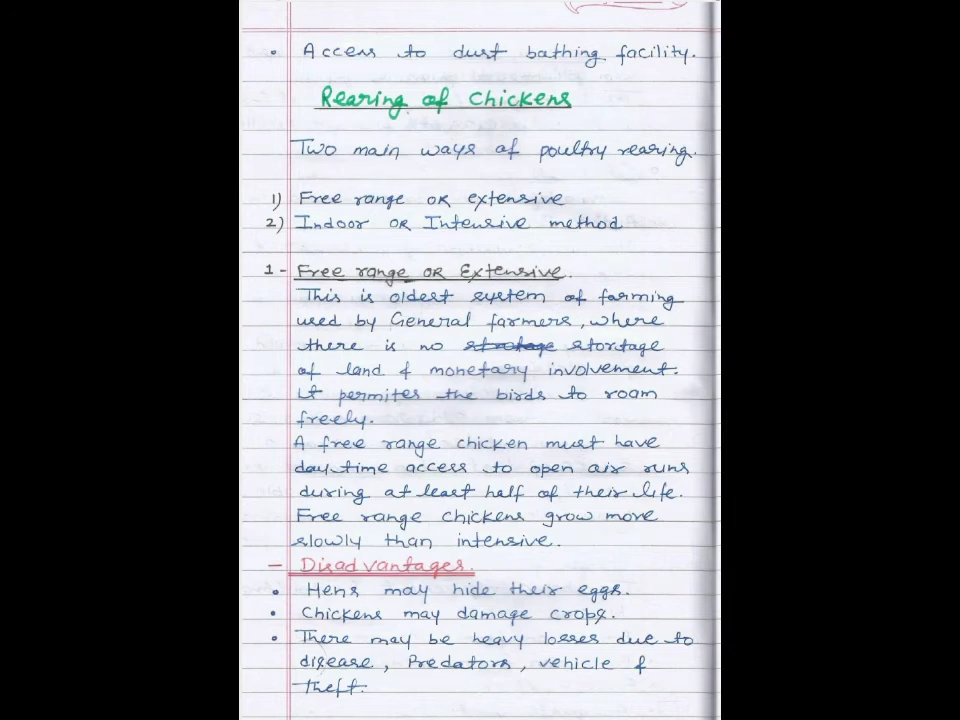 • Access to dust bathing facility.
Rearing of Chickens
Two main ways of poultry rearing.
1) Free range OR extensive
2) Indoor OR Intensive method
1- Free range OR Extensive.
This is oldest system of farming
used by General farmers, where
there is no stortage
of land & monetary involvement.
It permites the birds to roam
freely.
A free range chicken must have
day time access to open air runs
during at least half of their life.
Free range chickens grow move
slowly than intensive.
– Disadvantages.
• Hens may hide their eggs.
• Chickens may damage crops.
• There may be heavy losses due to
disease, Predators, vehicle &
theft.